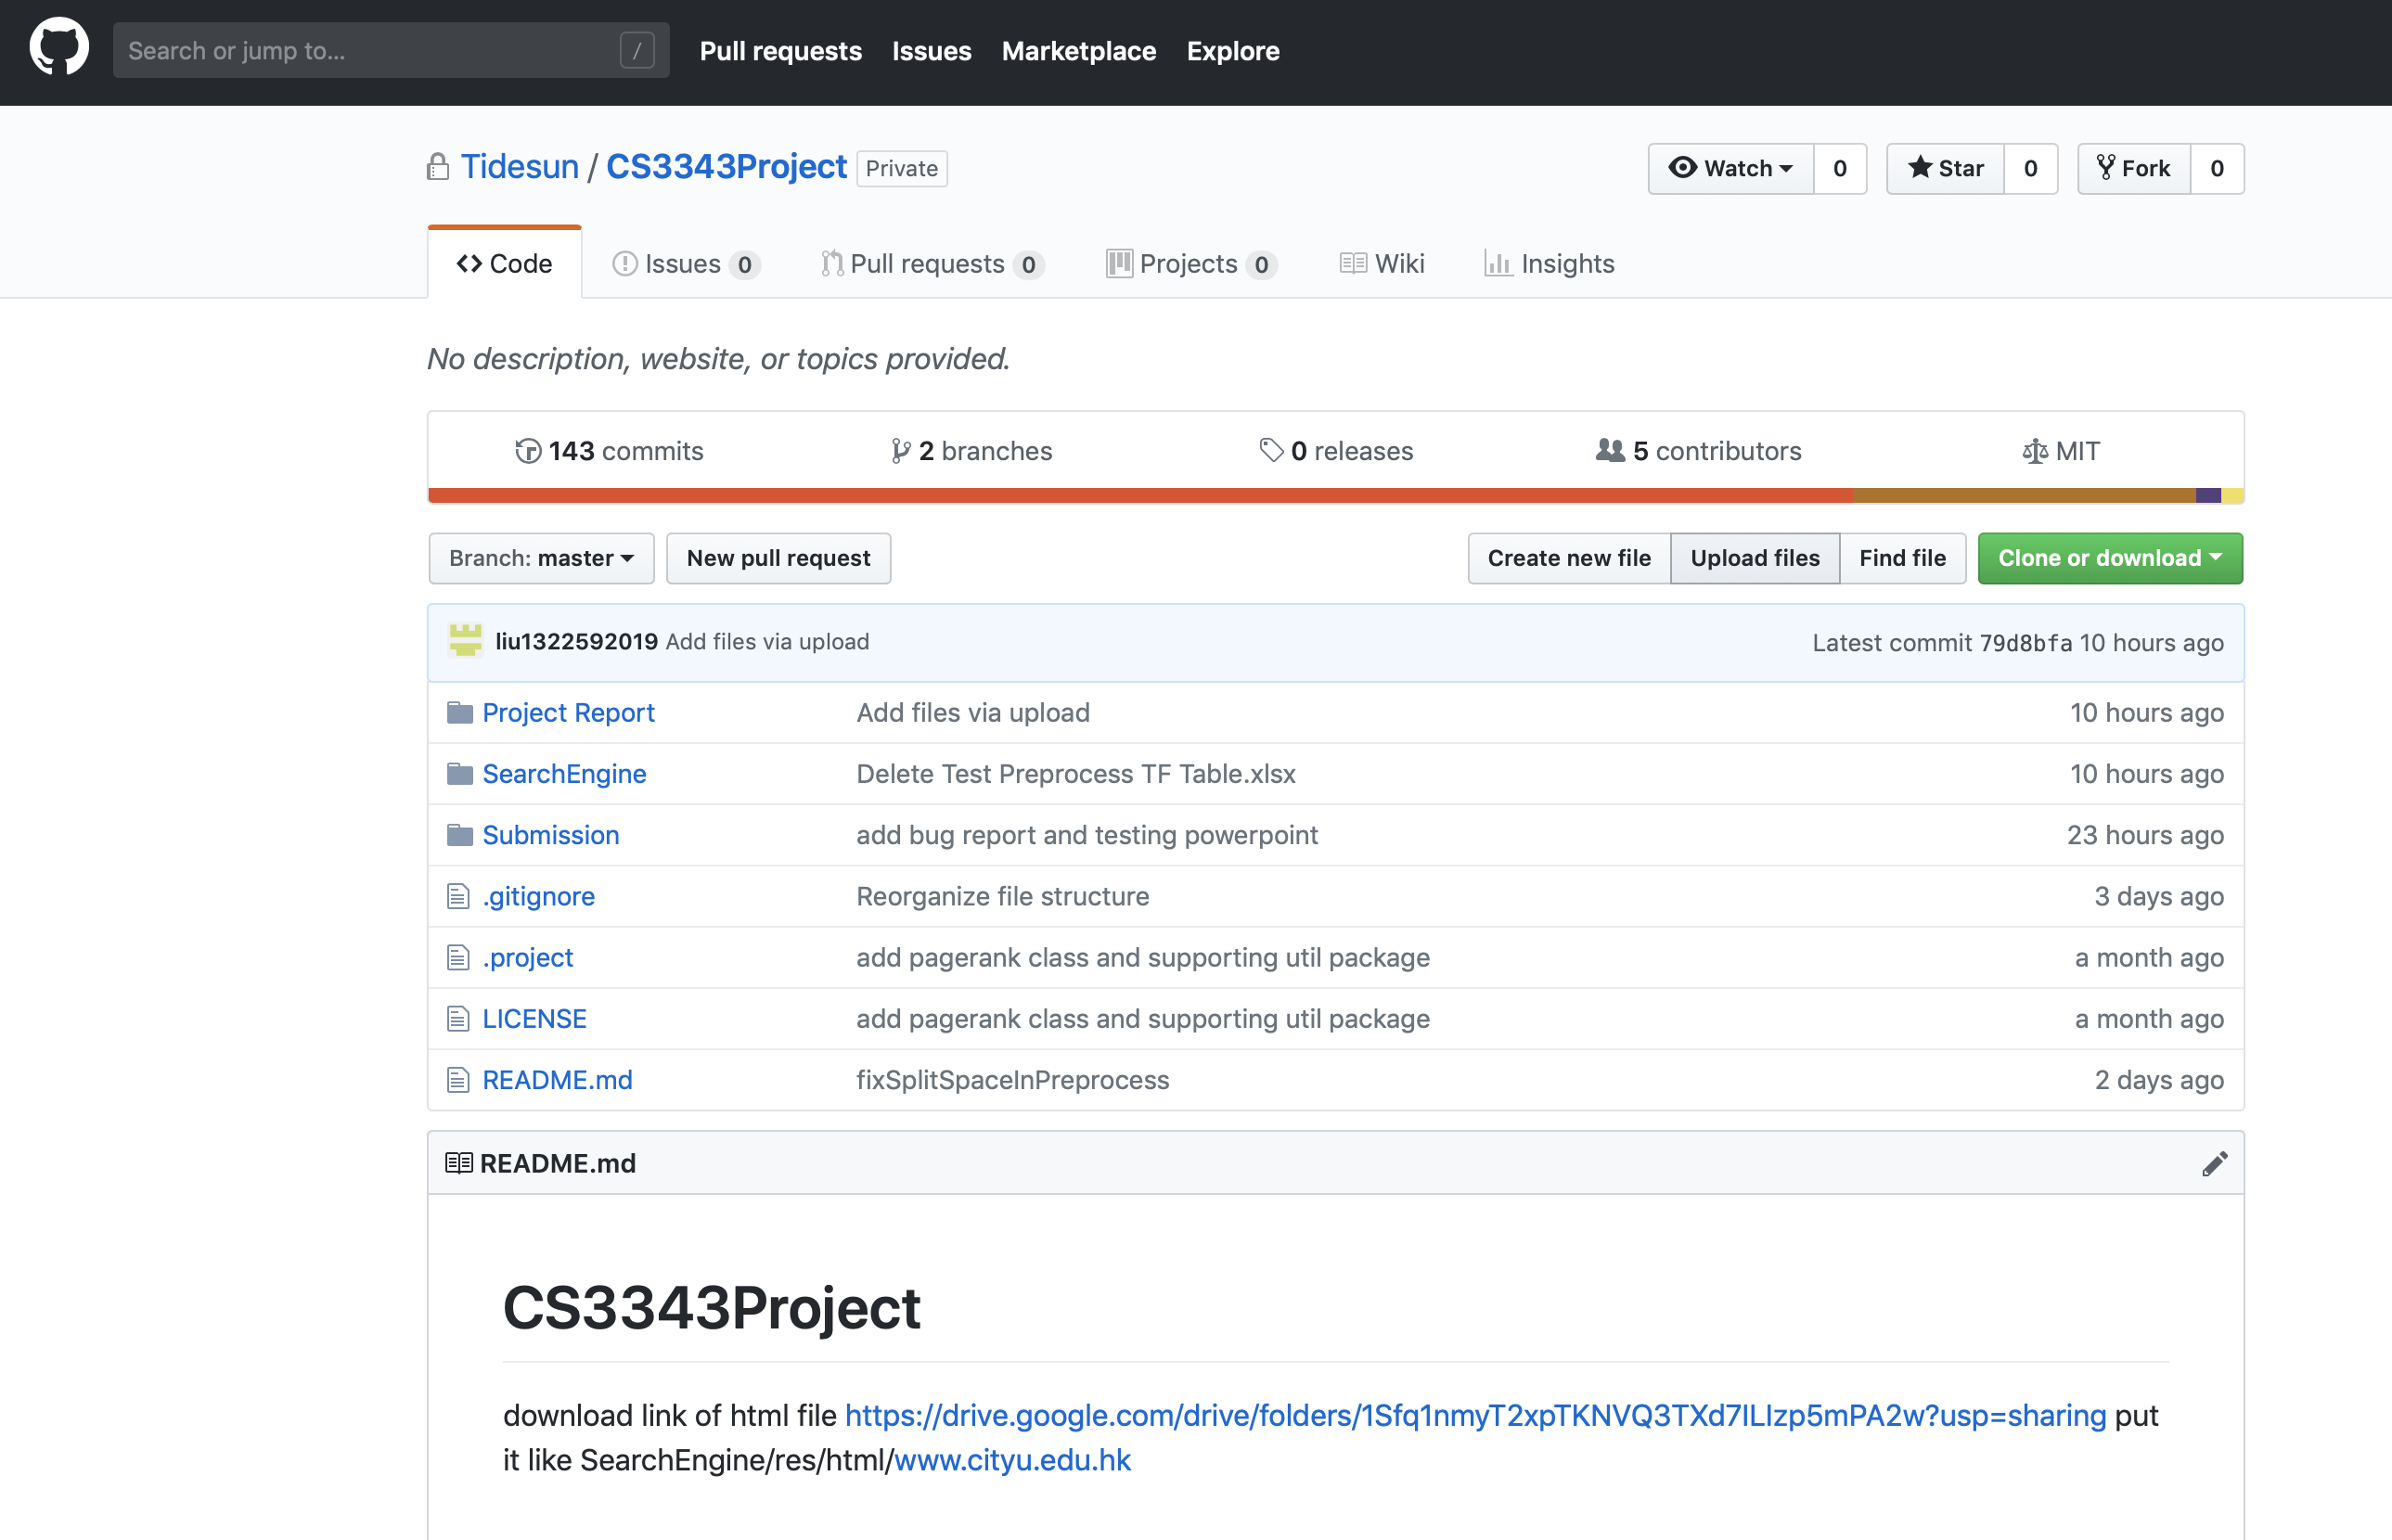 Search or jump to... /
Pull requests Issues Marketplace Explore
Tidesun / CS3343Project Private
Watch 0 Star 0 Fork 0
Code Issues 0 Pull requests 0 Projects 0 Wiki Insights
No description, website, or topics provided.
143 commits 2 branches 0 releases 5 contributors MIT
Branch: master New pull request Create new file Upload files Find file Clone or download
liu1322592019 Add files via upload Latest commit 79d8bfa 10 hours ago
Project Report Add files via upload 10 hours ago
SearchEngine Delete Test Preprocess TF Table.xlsx 10 hours ago
Submission add bug report and testing powerpoint 23 hours ago
.gitignore Reorganize file structure 3 days ago
.project add pagerank class and supporting util package a month ago
LICENSE add pagerank class and supporting util package a month ago
README.md fixSplitSpaceInPreprocess 2 days ago
README.md
CS3343Project
download link of html file https://drive.google.com/drive/folders/1Sfq1nmyT2xpTKNVQ3TXd7ILIzp5mPA2w?usp=sharing put
it like SearchEngine/res/html/www.cityu.edu.hk